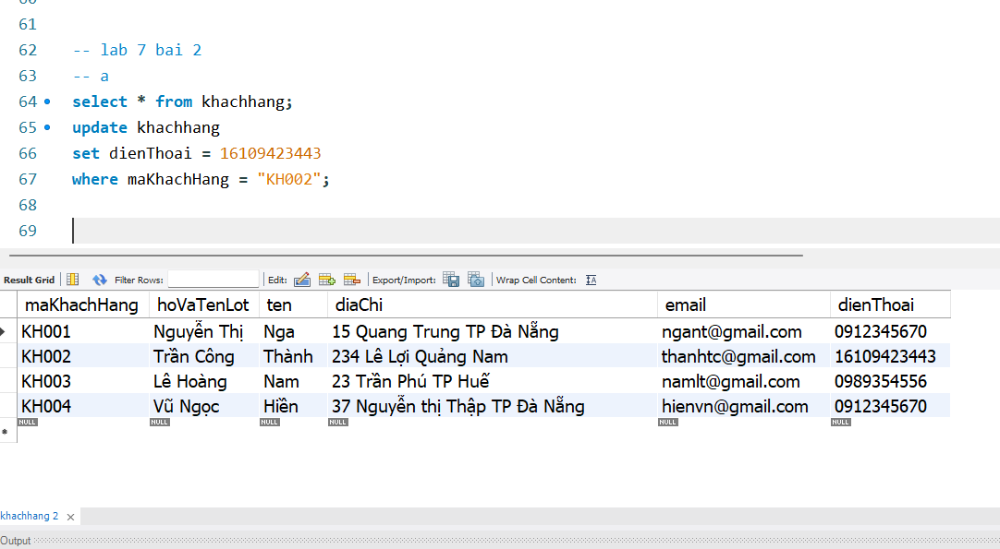 60
61
62 -- lab 7 bai 2
63 -- a
64 select * from khachhang;
65 update khachhang
66 set dienThoai = 16109423443
67 where maKhachHang = "KH002";
68
69
Result Grid Filter Rows: Edit: Export/Import: Wrap Cell Content: IA
maKhachHang hoVaTenLot ten diaChi email dienThoai
KH001 Nguyễn Thị Nga 15 Quang Trung TP Đà Nẵng ngant@gmail.com 0912345670
KH002 Trần Công Thành 234 Lê Lợi Quảng Nam thanhtc@gmail.com 16109423443
KH003 Lê Hoàng Nam 23 Trần Phú TP Huế namlt@gmail.com 0989354556
KH004 Vũ Ngọc Hiền 37 Nguyễn thị Thập TP Đà Nẵng hienvn@gmail.com 0912345670
* NULL NULL NULL NULL NULL NULL
khachhang 2 ×
Output